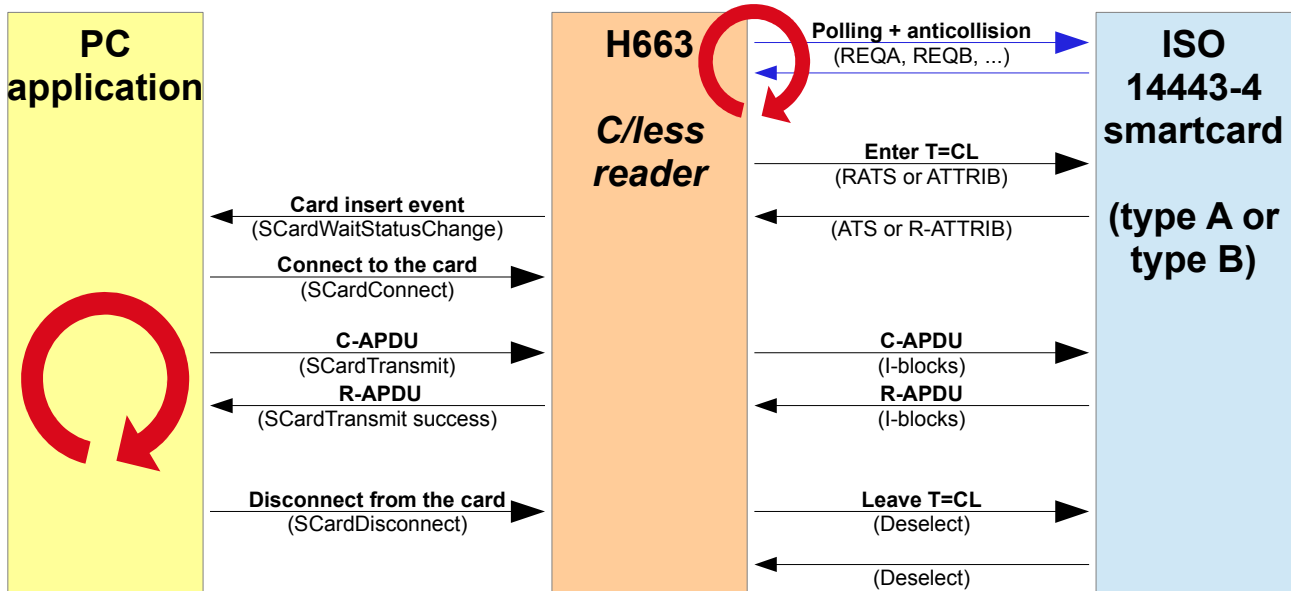 PC
application
H663
C/less
reader
ISO
14443-4
smartcard
(type A or
type B)
Polling + anticollision
(REQA, REQB, ...)
Enter T=CL
(RATS or ATTRIB)
Card insert event
(SCardWaitStatusChange)
(ATS or R-ATTRIB)
Connect to the card
(SCardConnect)
C-APDU
(SCardTransmit)
C-APDU
(I-blocks)
R-APDU
(SCardTransmit success)
R-APDU
(I-blocks)
Disconnect from the card
(SCardDisconnect)
Leave T=CL
(Deselect)
(Deselect)